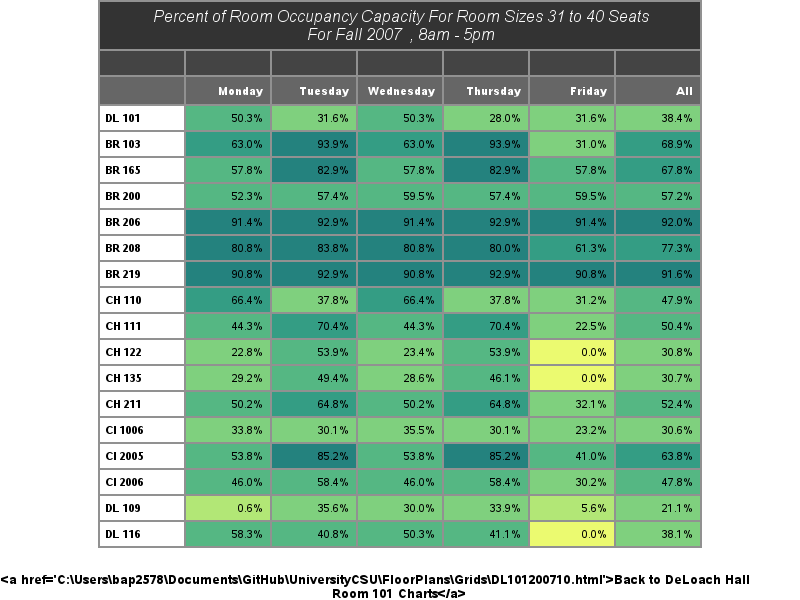 Percent of Room Occupancy Capacity For Room Sizes 31 to 40 Seats
For Fall 2007 , 8am - 5pm
Monday Tuesday Wednesday Thursday Friday All
DL 101 50.3% 31.6% 50.3% 28.0% 31.6% 38.4%
BR 103 63.0% 93.9% 63.0% 93.9% 31.0% 68.9%
BR 165 57.8% 82.9% 57.8% 82.9% 57.8% 67.8%
BR 200 52.3% 57.4% 59.5% 57.4% 59.5% 57.2%
BR 206 91.4% 92.9% 91.4% 92.9% 91.4% 92.0%
BR 208 80.8% 83.8% 80.8% 80.0% 61.3% 77.3%
BR 219 90.8% 92.9% 90.8% 92.9% 90.8% 91.6%
CH 110 66.4% 37.8% 66.4% 37.8% 31.2% 47.9%
CH 111 44.3% 70.4% 44.3% 70.4% 22.5% 50.4%
CH 122 22.8% 53.9% 23.4% 53.9% 0.0% 30.8%
CH 135 29.2% 49.4% 28.6% 46.1% 0.0% 30.7%
CH 211 50.2% 64.8% 50.2% 64.8% 32.1% 52.4%
CI 1006 33.8% 30.1% 35.5% 30.1% 23.2% 30.6%
CI 2005 53.8% 85.2% 53.8% 85.2% 41.0% 63.8%
CI 2006 46.0% 58.4% 46.0% 58.4% 30.2% 47.8%
DL 109 0.6% 35.6% 30.0% 33.9% 5.6% 21.1%
DL 116 58.3% 40.8% 50.3% 41.1% 0.0% 38.1%
<a href='C:\Users\bap2578\Documents\GitHub\UniversityCSU\FloorPlans\Grids\DL101200710.html'>Back to DeLoach Hall
Room 101 Charts</a>